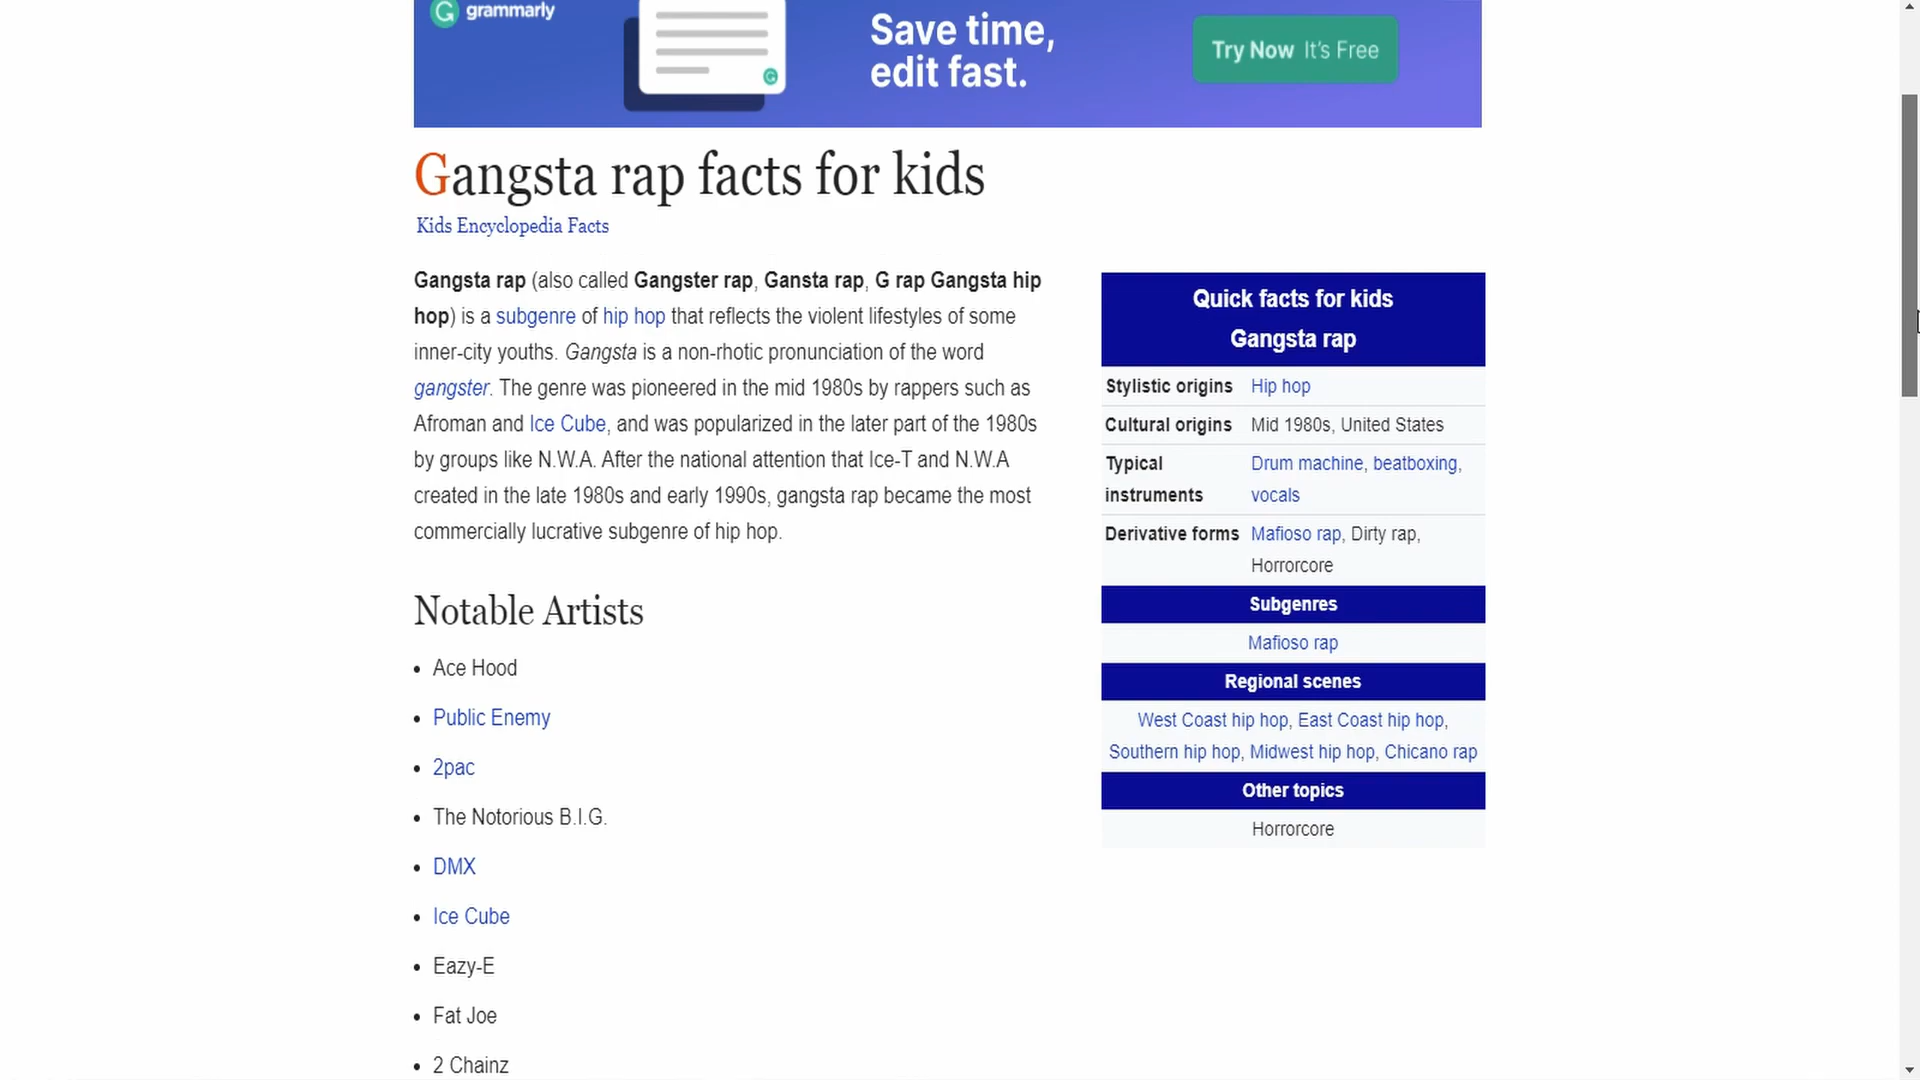 grammarly
Save time,
edit fast.
Try Now It's Free
Gangsta rap facts for kids
Kids Encyclopedia Facts
Gangsta rap (also called Gangster rap, Gansta rap, G rap Gangsta hip
hop) is a subgenre of hip hop that reflects the violent lifestyles of some
inner-city youths. Gangsta is a non-rhotic pronunciation of the word
gangster. The genre was pioneered in the mid 1980s by rappers such as
Afroman and Ice Cube, and was popularized in the later part of the 1980s
by groups like N.W.A. After the national attention that Ice-T and N.W.A
created in the late 1980s and early 1990s, gangsta rap became the most
commercially lucrative subgenre of hip hop.
Notable Artists
• Ace Hood
• Public Enemy
• 2pac
• The Notorious B.I.G.
• DMX
• Ice Cube
• Eazy-E
• Fat Joe
• 2 Chainz
Quick facts for kids
Gangsta rap
Stylistic origins Hip hop
Cultural origins Mid 1980s, United States
Typical instruments Drum machine, beatboxing,
vocals
Derivative forms Mafioso rap, Dirty rap,
Horrorcore
Subgenres
Mafioso rap
Regional scenes
West Coast hip hop, East Coast hip hop,
Southern hip hop, Midwest hip hop, Chicano rap
Other topics
Horrorcore